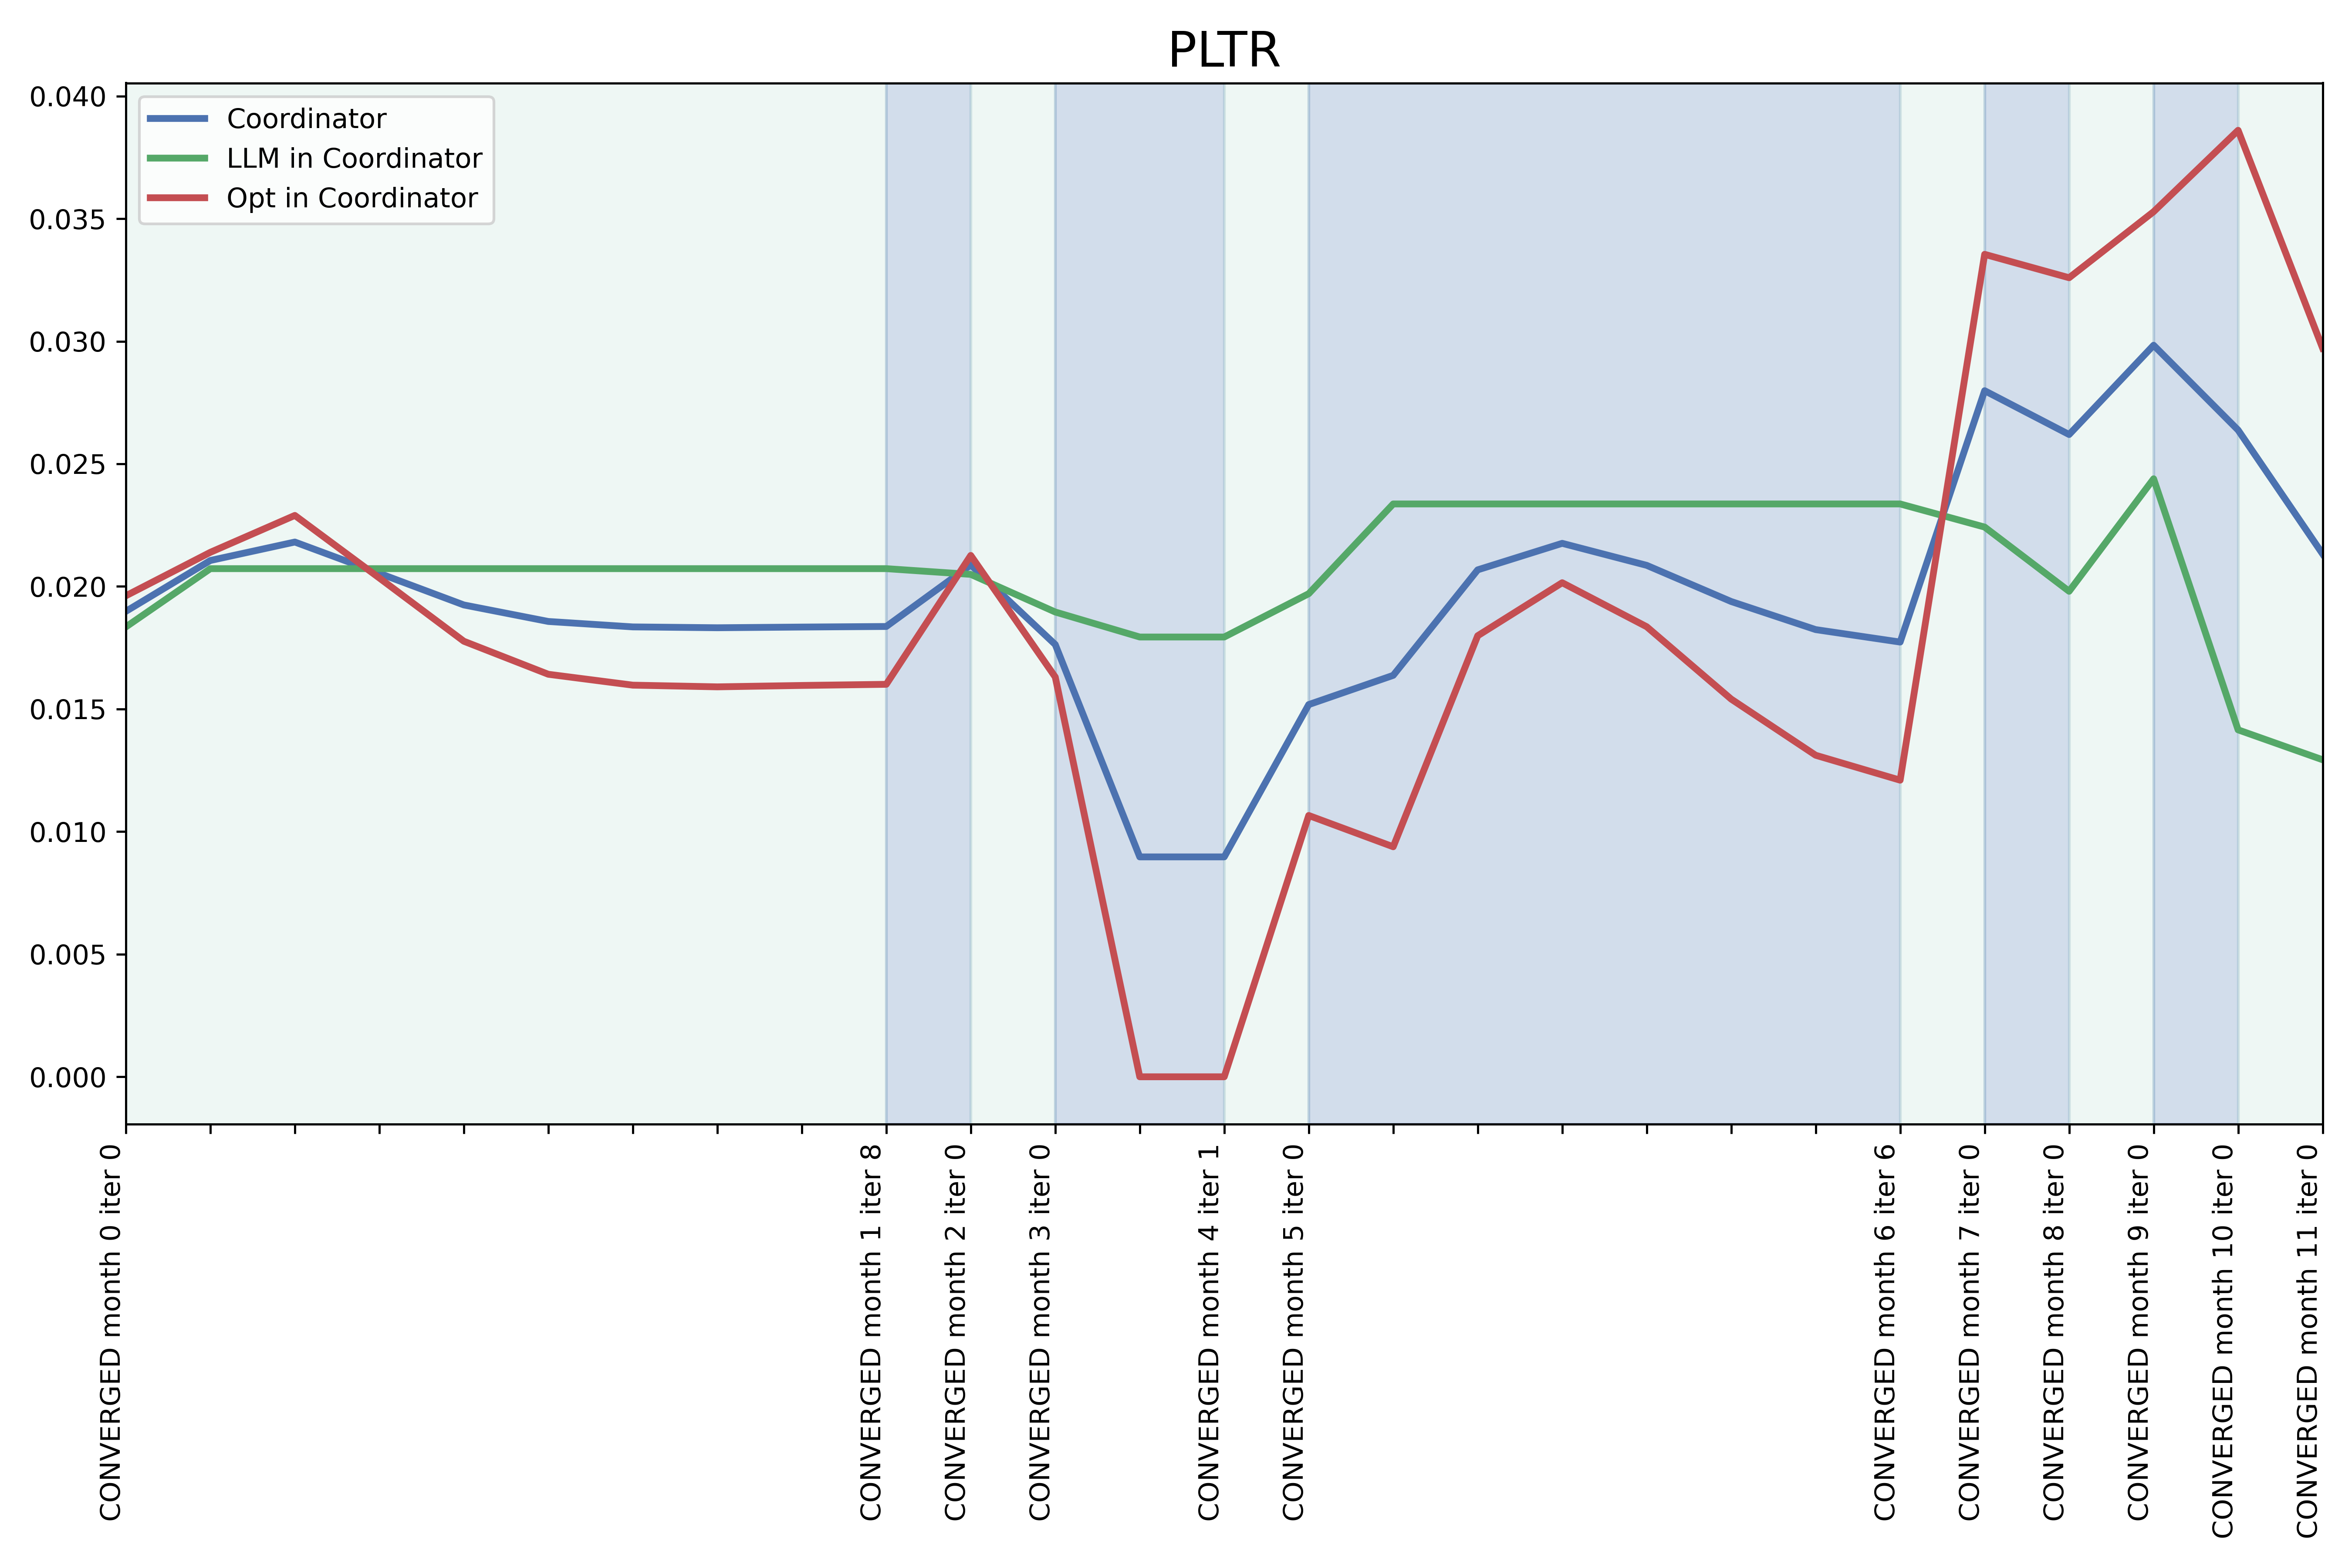 PLTR
0.040
0.035
0.030
0.025
0.020
0.015
0.010
0.005
0.000
Coordinator
LLM in Coordinator
Opt in Coordinator
CONVERGED month 0 iter 0
CONVERGED month 1 iter 8
CONVERGED month 2 iter 0
CONVERGED month 3 iter 0
CONVERGED month 4 iter 1
CONVERGED month 5 iter 0
CONVERGED month 6 iter 6
CONVERGED month 7 iter 0
CONVERGED month 8 iter 0
CONVERGED month 9 iter 0
CONVERGED month 10 iter 0
CONVERGED month 11 iter 0